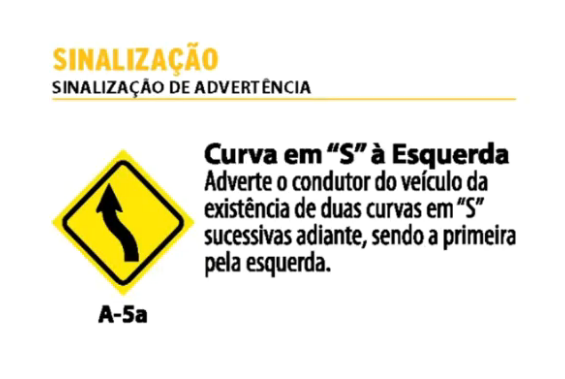 SINALIZAÇÃO
SINALIZAÇÃO DE ADVERTÊNCIA
Curva em “S” à Esquerda
Adverte o condutor do veículo da
existência de duas curvas em “S”
sucessivas adiante, sendo a primeira
pela esquerda.
A-5a